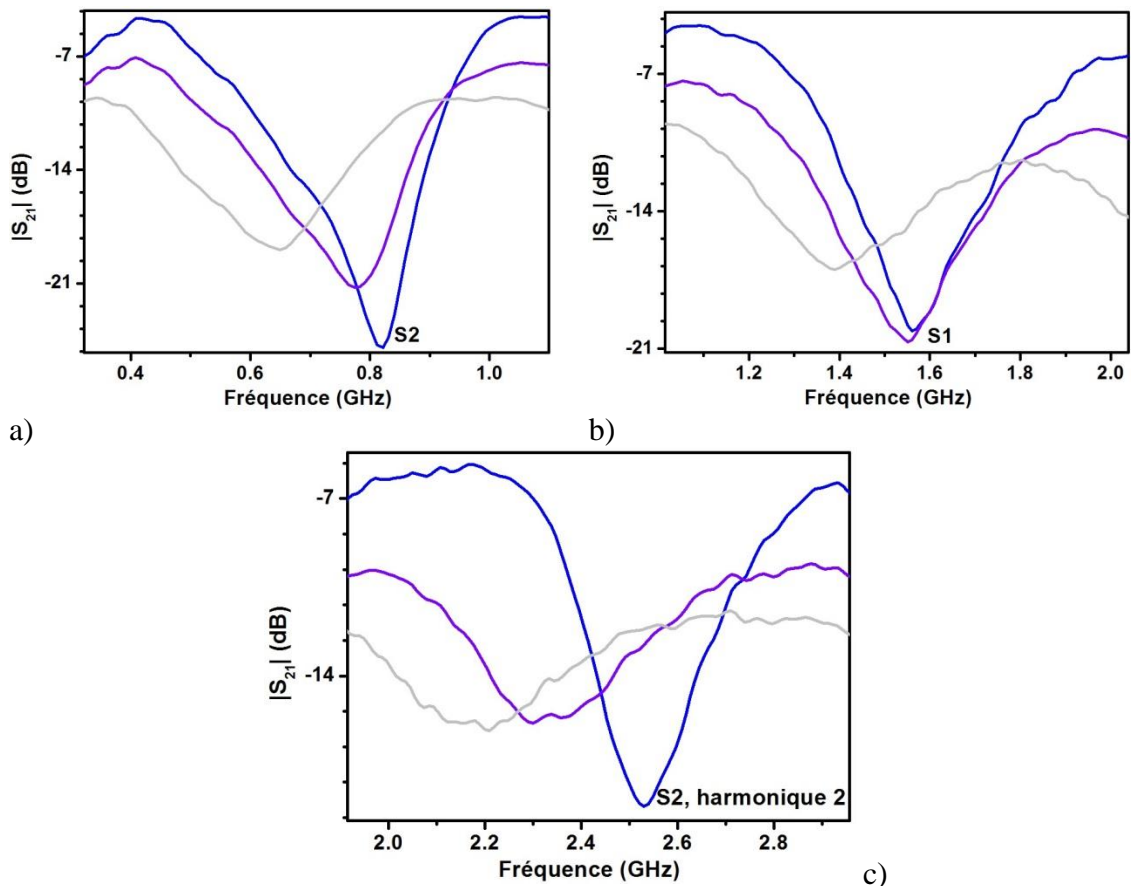 -7
-14
-21
|S21| (dB)
S2
0.4 0.6 0.8 1.0
Fréquence (GHz)
a)
-7
-14
-21
|S21| (dB)
S1
1.2 1.4 1.6 1.8 2.0
Fréquence (GHz)
b)
-7
-14
|S21| (dB)
S2, harmonique 2
2.0 2.2 2.4 2.6 2.8
Fréquence (GHz)
c)